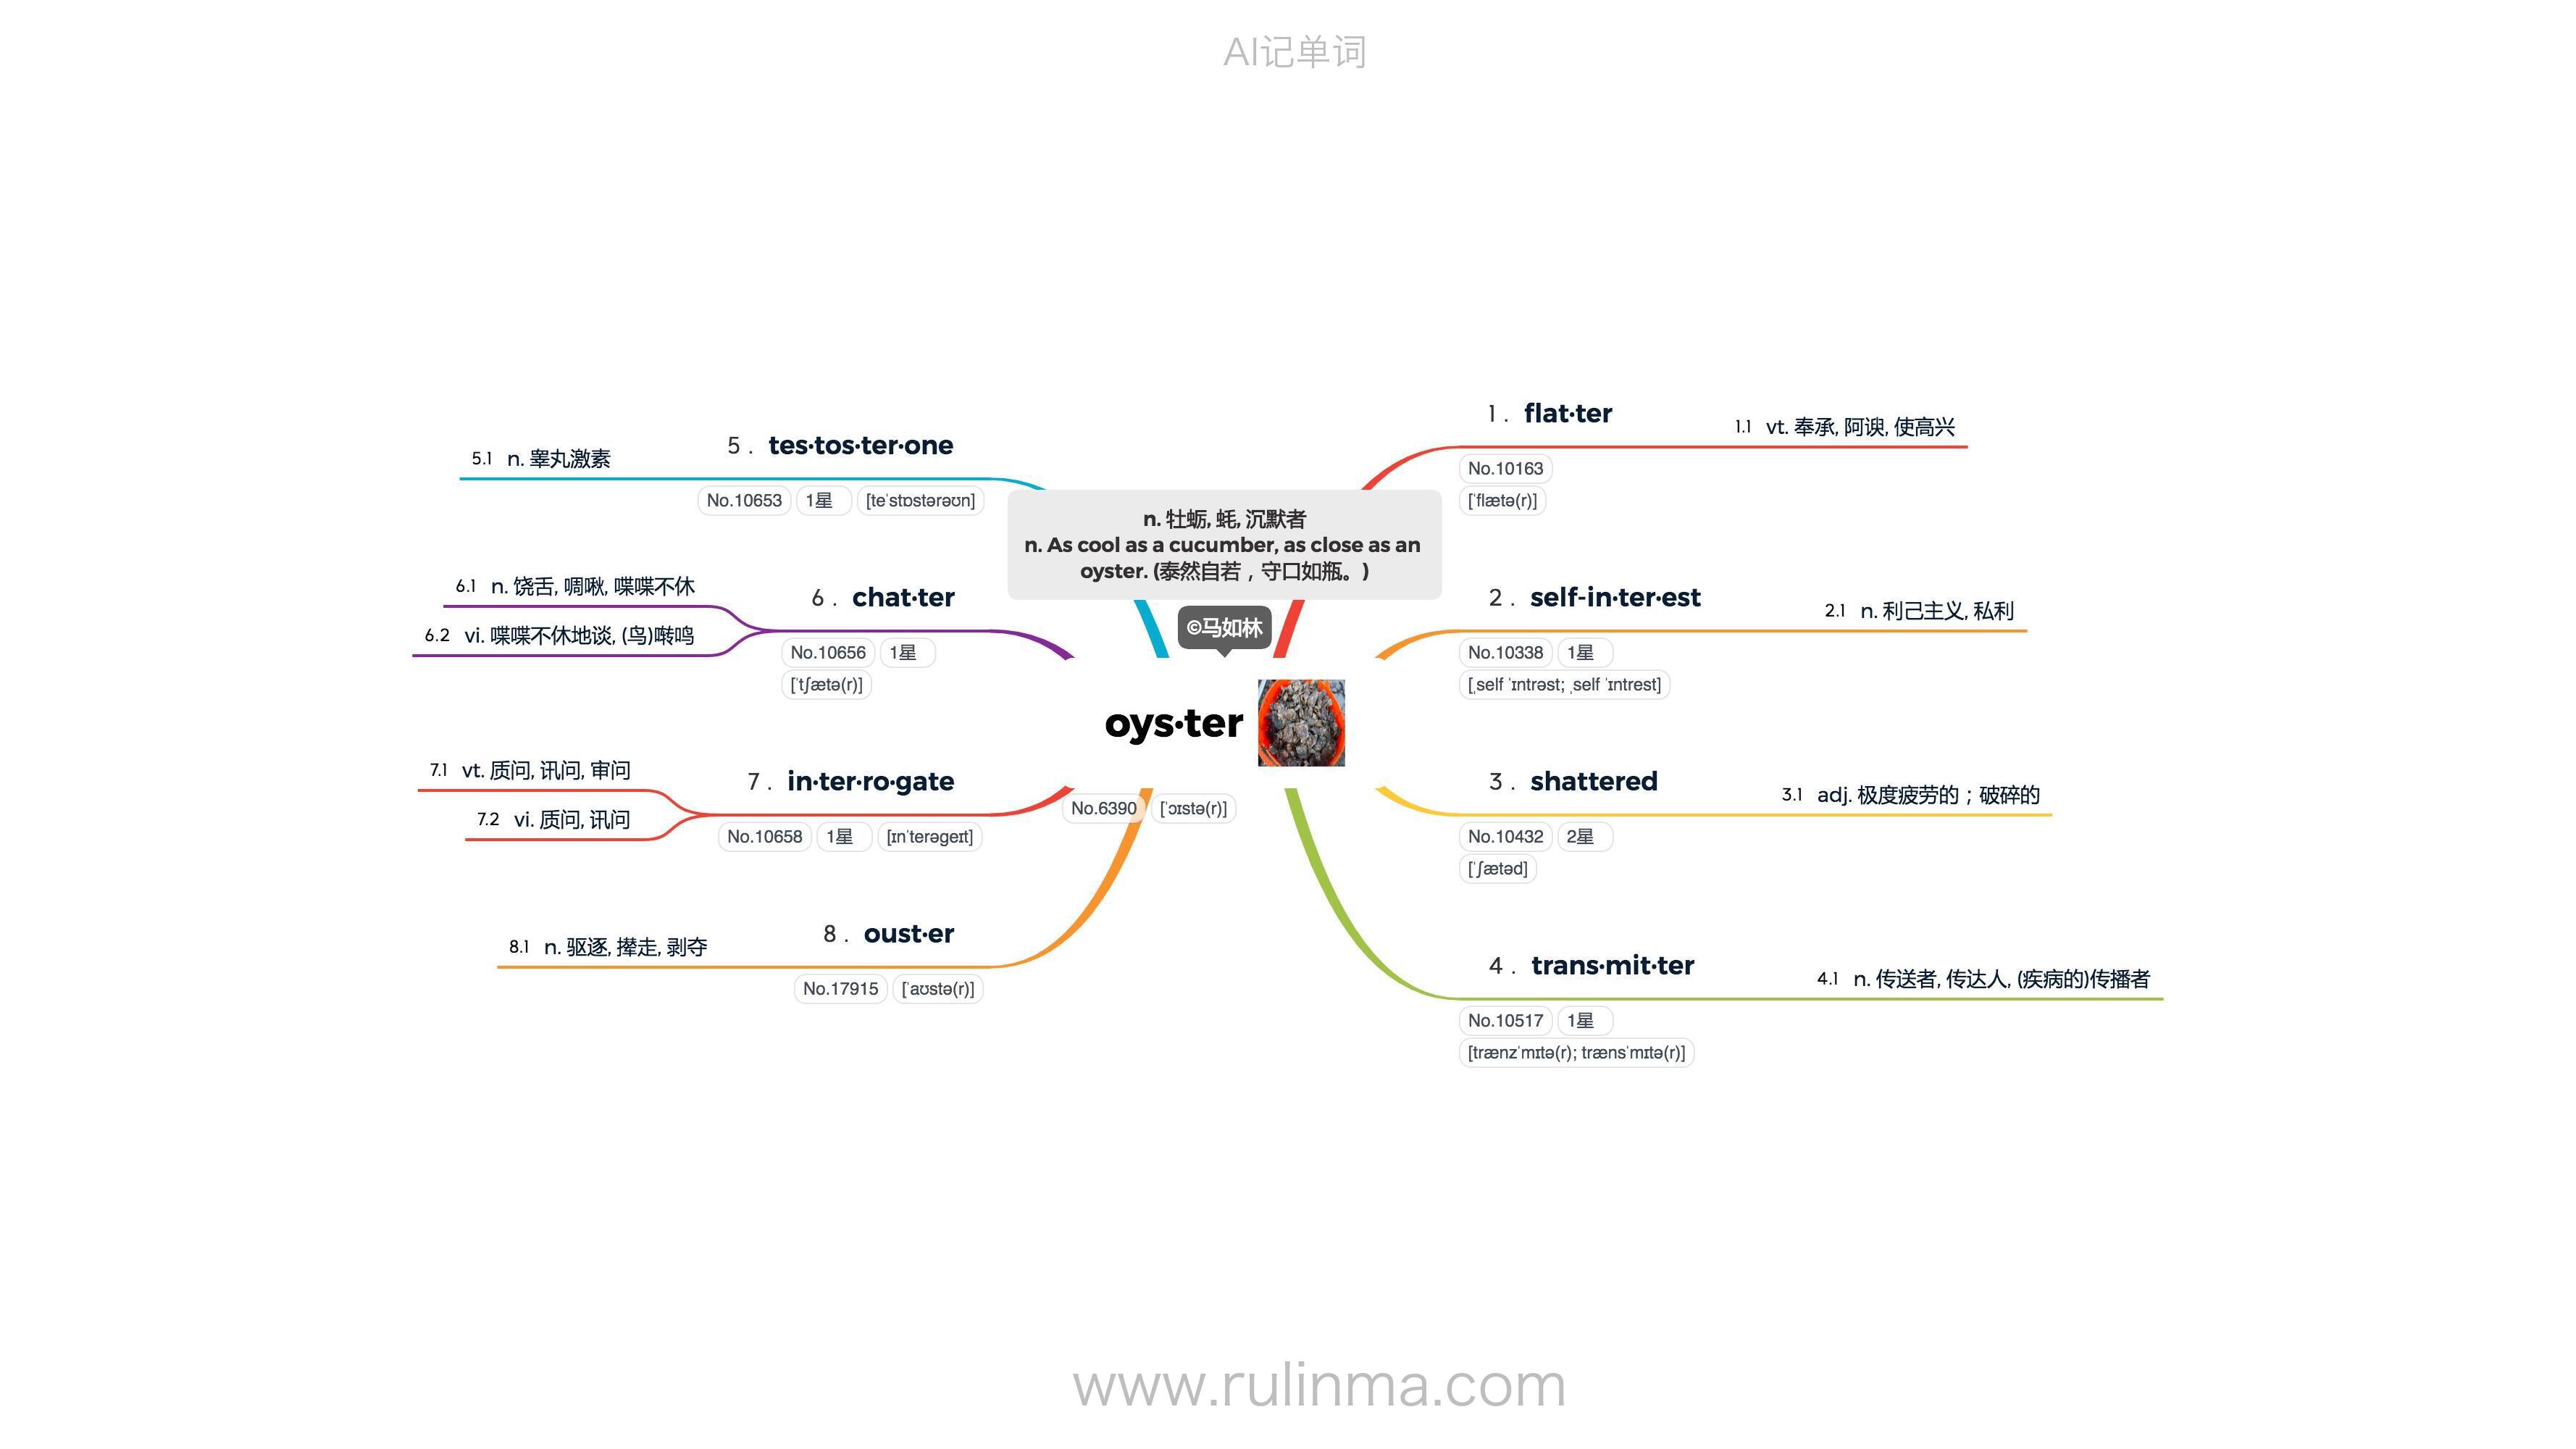 AI记单词
n. 牡蛎, 蚝, 沉默者
n. As cool as a cucumber, as close as an
oyster. (泰然自若，守口如瓶。)
©马如林
oys·ter
No.6390 [ˈɔɪstə(r)]
1 . flat·ter
No.10163
[ˈflætə(r)]
1.1 vt. 奉承, 阿谀, 使高兴
2 . self-in·ter·est
No.10338 1星
[ˌself ˈɪntrəst; ˌself ˈɪntrest]
2.1 n. 利己主义, 私利
3 . shattered
No.10432 2星
[ˈʃætəd]
3.1 adj. 极度疲劳的；破碎的
4 . trans·mit·ter
No.10517 1星
[trænzˈmɪtə(r); trænsˈmɪtə(r)]
4.1 n. 传送者, 传达人, (疾病的)传播者
5 . tes·tos·ter·one
No.10653 1星 [teˈstɒstərəʊn]
5.1 n. 睾丸激素
6 . chat·ter
No.10656 1星
[ˈtʃætə(r)]
6.1 n. 饶舌, 啁啾, 喋喋不休
6.2 vi. 喋喋不休地谈, (鸟)啭鸣
7 . in·ter·ro·gate
No.10658 1星 [ɪnˈterəgeɪt]
7.1 vt. 质问, 讯问, 审问
7.2 vi. 质问, 讯问
8 . oust·er
No.17915 [ˈaʊstə(r)]
8.1 n. 驱逐, 撵走, 剥夺
www.rulinma.com